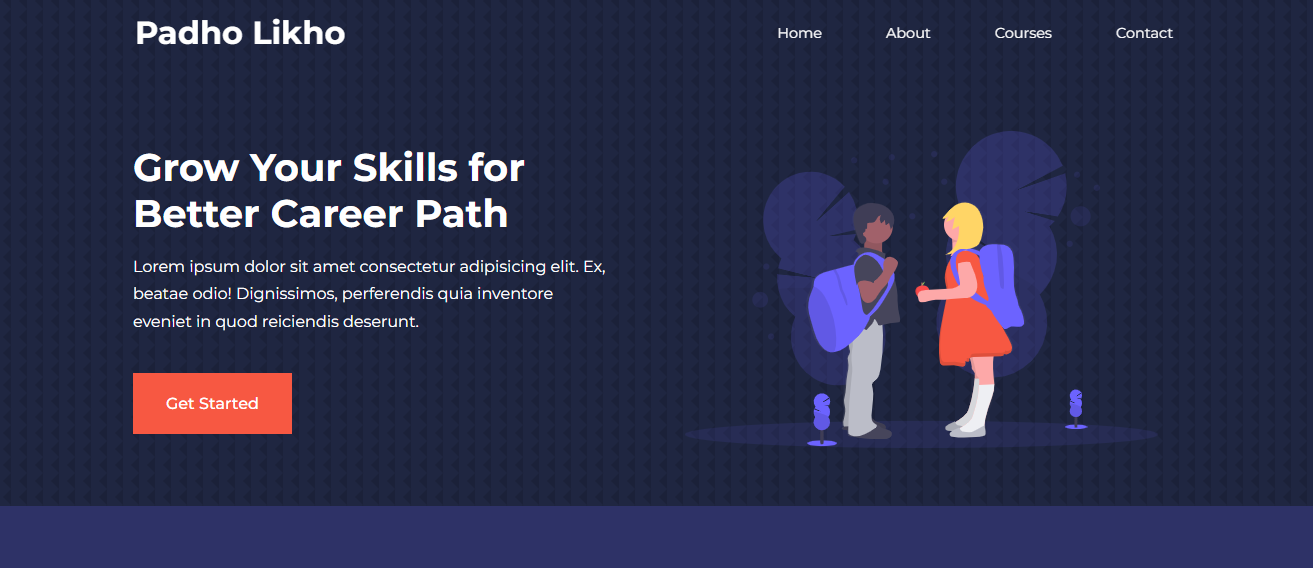 Padho Likho
Home About Courses Contact
Grow Your Skills for
Better Career Path
Lorem ipsum dolor sit amet consectetur adipisicing elit. Ex,
beatae odio! Dignissimos, perferendis quia inventore
eveniet in quod reiciendis deserunt.
Get Started